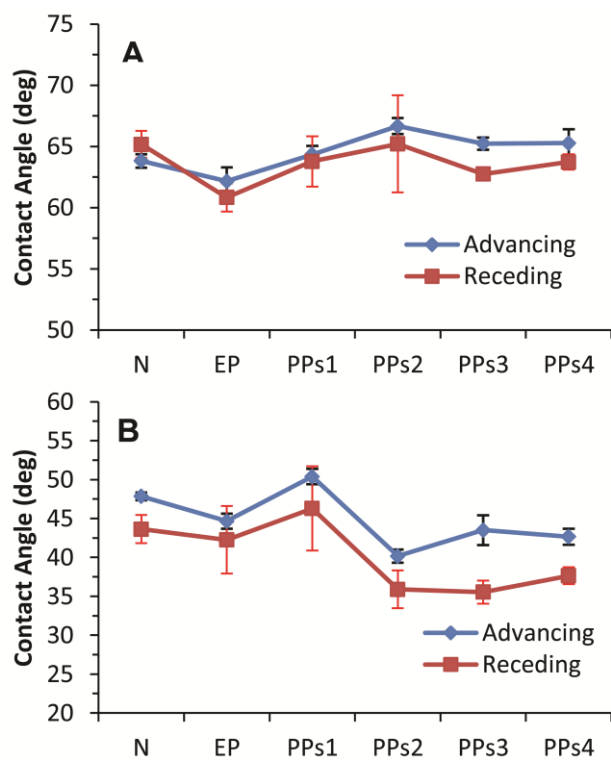 A
Contact Angle (deg)
75
70
65
60
55
50
Advancing
Receding
N EP PPs1 PPs2 PPs3 PPs4
B
Contact Angle (deg)
60
55
50
45
40
35
30
25
20
Advancing
Receding
N EP PPs1 PPs2 PPs3 PPs4